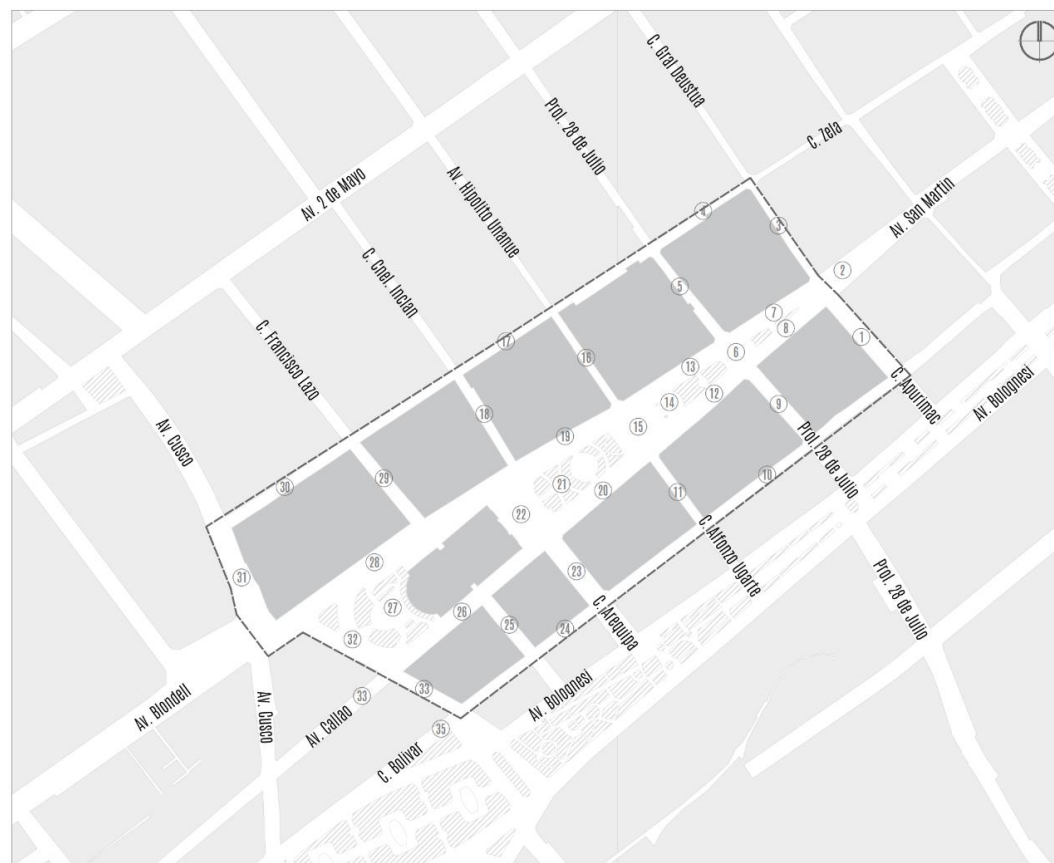 C. Gral Deustua
Prol. 28 de Julio
C. Zela
Av. Hipolito Unanue
Av. 2 de Mayo
Av. San Martin
4
3
C. Cnel. Inclan
2
5
7
8
C. Francisco Lazo
17
6
1
16
13
C. Apurimac
Av. Bolognesi
12
14
9
18
15
19
Av. Cusco
Prol. 28 de Julio
29
10
30
21
20
11
22
C. Alfonzo Ugarte
28
23
31
Prol. 28 de Julio
27
26
C. Arequipa
25
24
32
33
Av. Bolognesi
33
Av. Blondell
Av. Cusco
Av. Callao
35
C. Bolivar